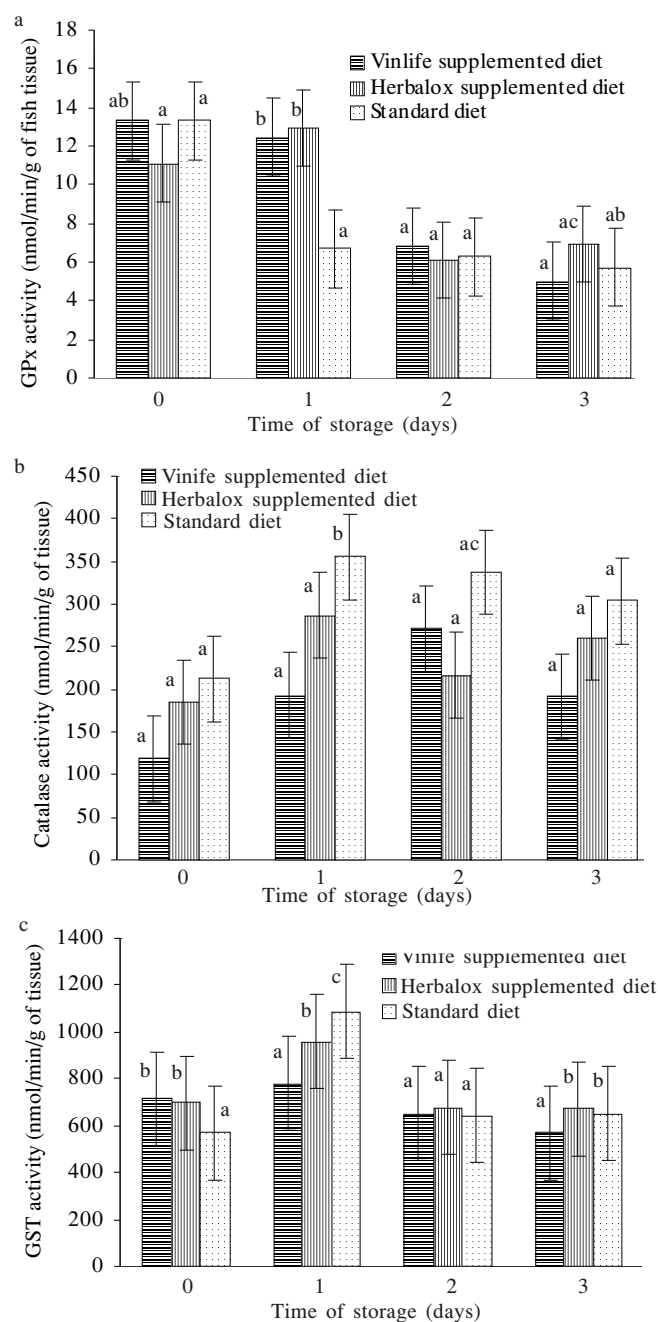 a
18
16
14
12
10
8
6
4
2
0
GPx activity (nmol/min/g of fish tissue)
Vinlife supplemented diet
Herbalox supplemented diet
Standard diet
ab a a
b b a
a a a
a ac ab
0 1 2 3
Time of storage (days)
b
450
400
350
300
250
200
150
100
50
0
Catalase activity (nmol/min/g of tissue)
Vinife supplemented diet
Herbalox supplemented diet
Standard diet
a a a
a a b
a a ac
a a a
0 1 2 3
Time of storage (days)
c
1400
1200
1000
800
600
400
200
0
GST activity (nmol/min/g of tissue)
Vinife supplemented diet
Herbalox supplemented diet
Standard diet
b b a
a b c
a a a
a b b
0 1 2 3
Time of storage (days)